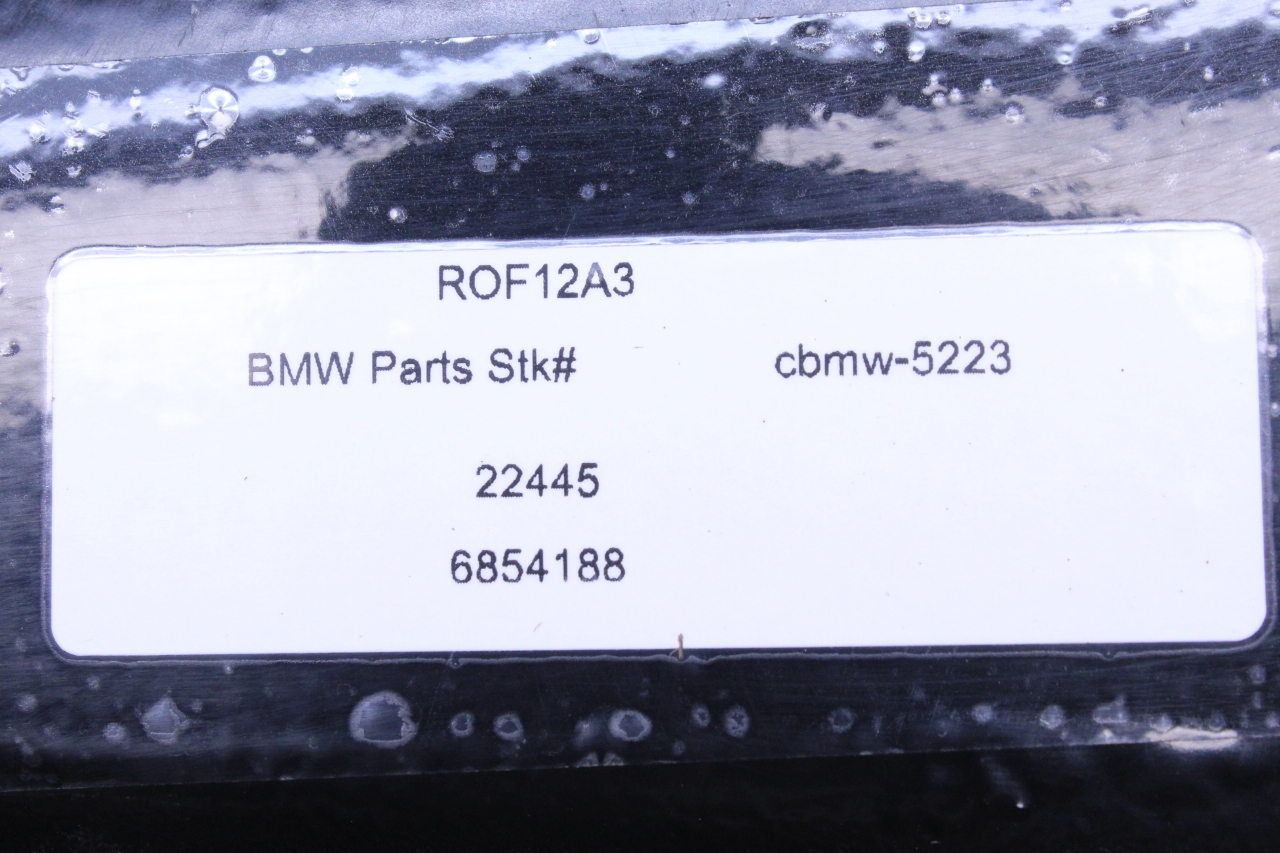 ROF12A3
BMW Parts Stk# cbmw-5223
22445
6854188